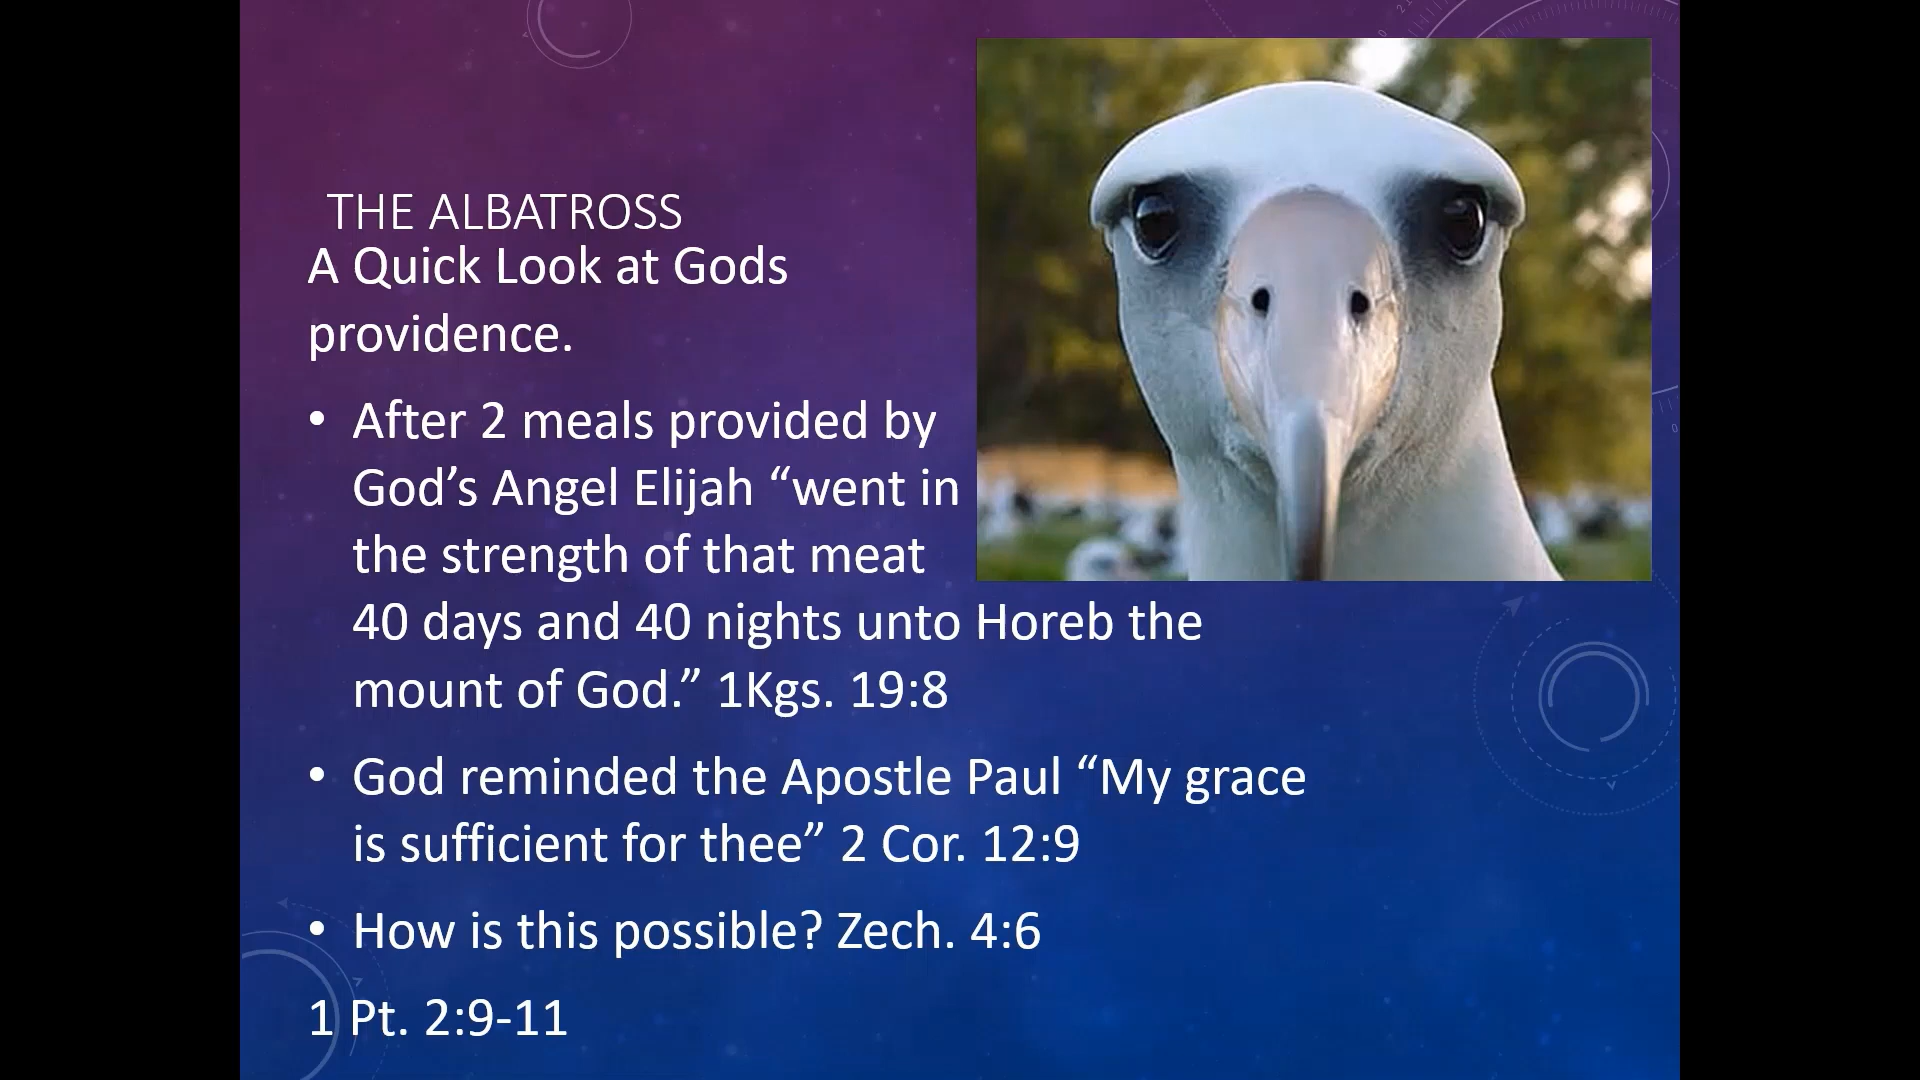 THE ALBATROSS
A Quick Look at Gods
providence.
• After 2 meals provided by
God’s Angel Elijah “went in
the strength of that meat
40 days and 40 nights unto Horeb the
mount of God.” 1Kgs. 19:8
• God reminded the Apostle Paul “My grace
is sufficient for thee” 2 Cor. 12:9
• How is this possible? Zech. 4:6
1 Pt. 2:9-11